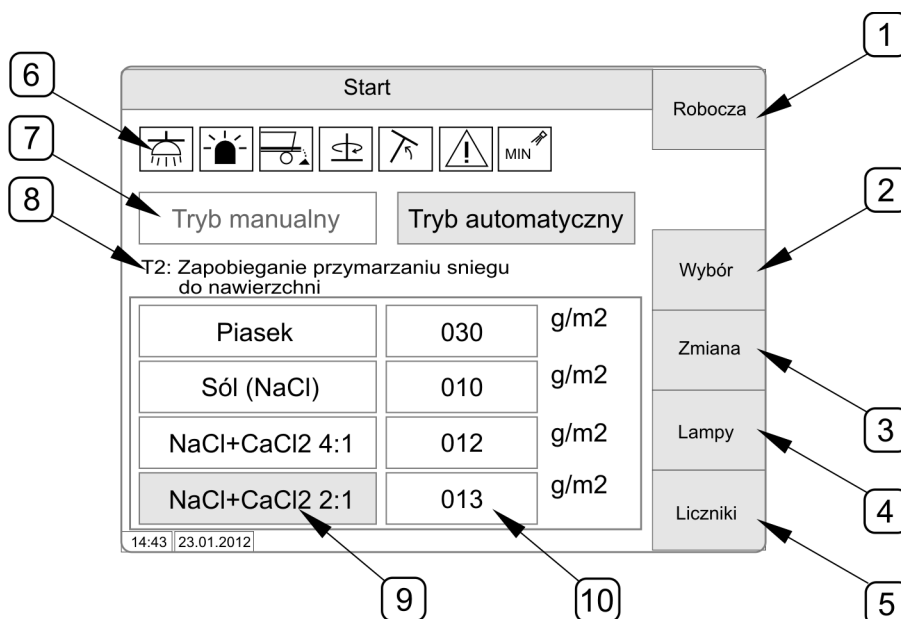 1
Start
Robocza
6
MIN
7
Tryb manualny
Tryb automatyczny
2
8
T2: Zapobieganie przymarzaniu sniegu
do nawierzchni
Wybór
Piasek
030
g/m2
Zmiana
Sól (NaCl)
010
g/m2
3
NaCl+CaCl2 4:1
012
g/m2
Lampy
4
NaCl+CaCl2 2:1
013
g/m2
Liczniki
14:43
23.01.2012
9
10
5